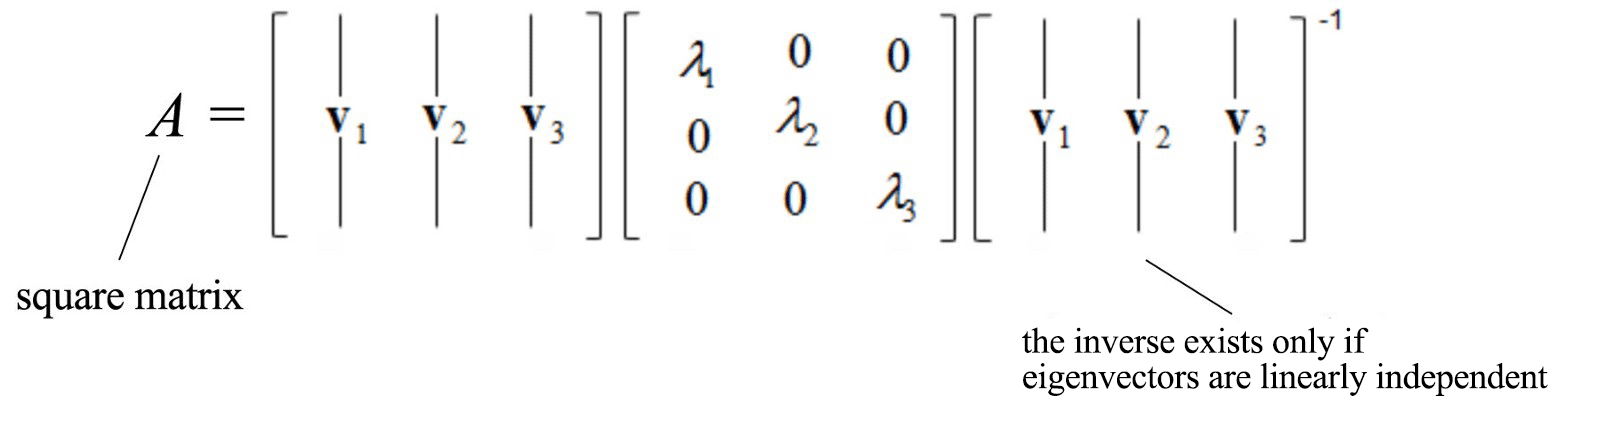 A = [ v₁ v₂ v₃ ] [ λ₁ 0 0 ] [ v₁ v₂ v₃ ]⁻¹
0 λ₂ 0
0 0 λ₃
square matrix
the inverse exists only if
eigenvectors are linearly independent